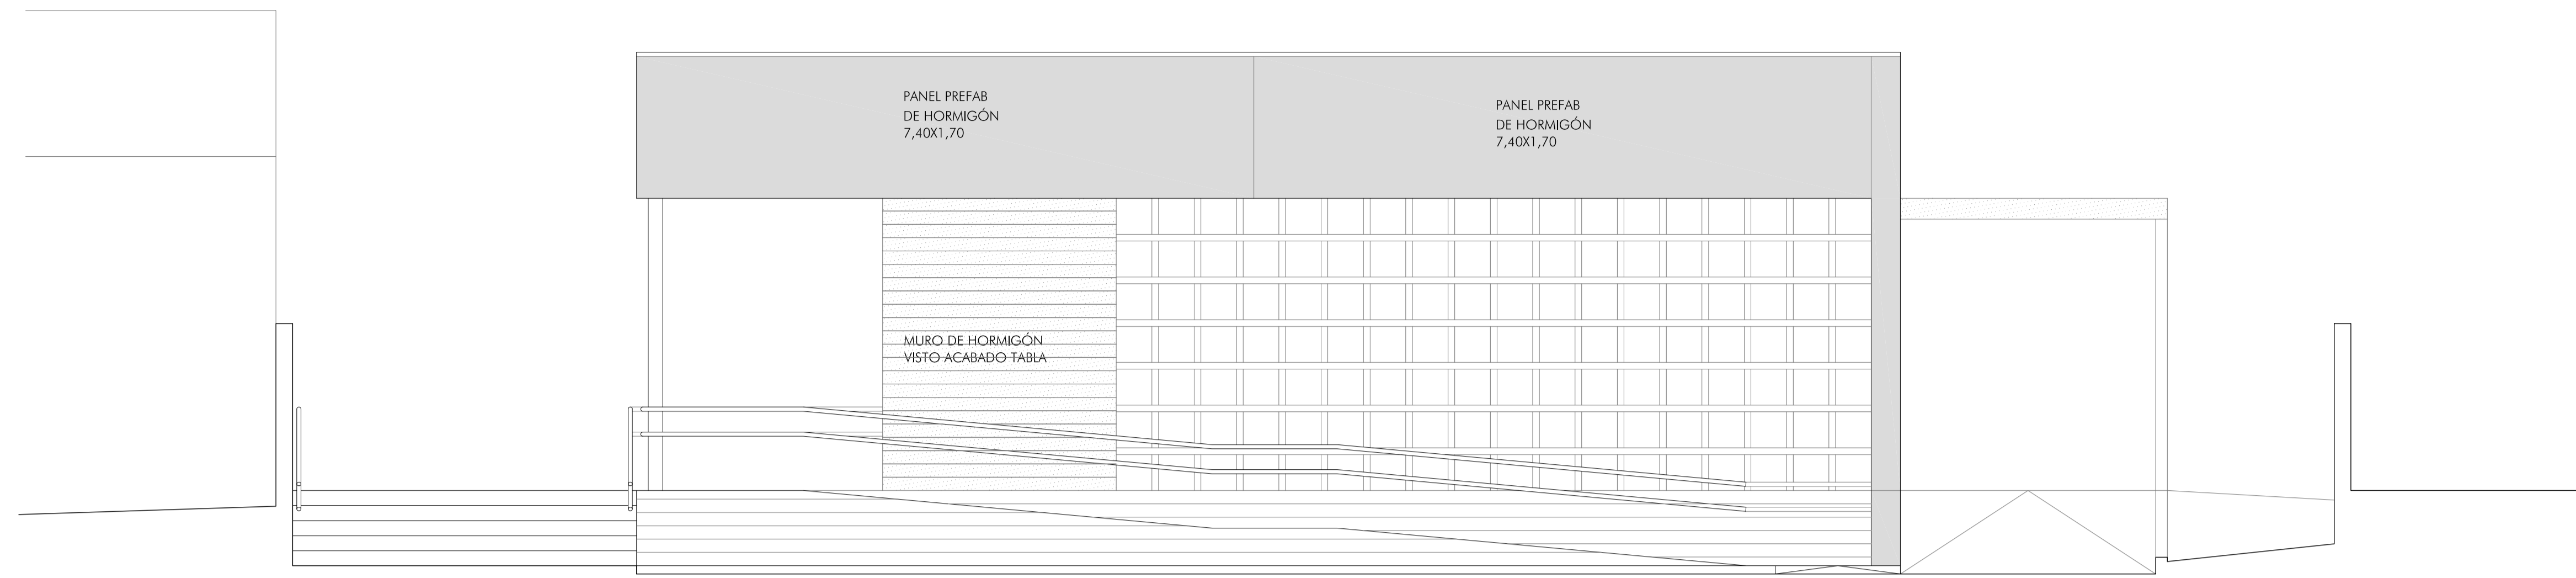 PANEL PREFAB
DE HORMIGÓN
7,40X1,70
PANEL PREFAB
DE HORMIGÓN
7,40X1,70
MURO DE HORMIGÓN
VISTO ACABADO TABLA